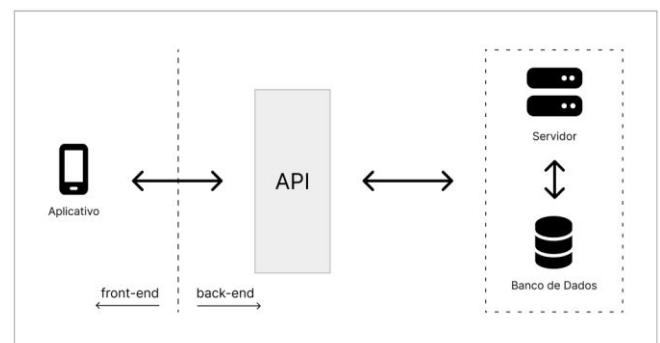 Aplicativo
front-end
back-end
API
Servidor
Banco de Dados